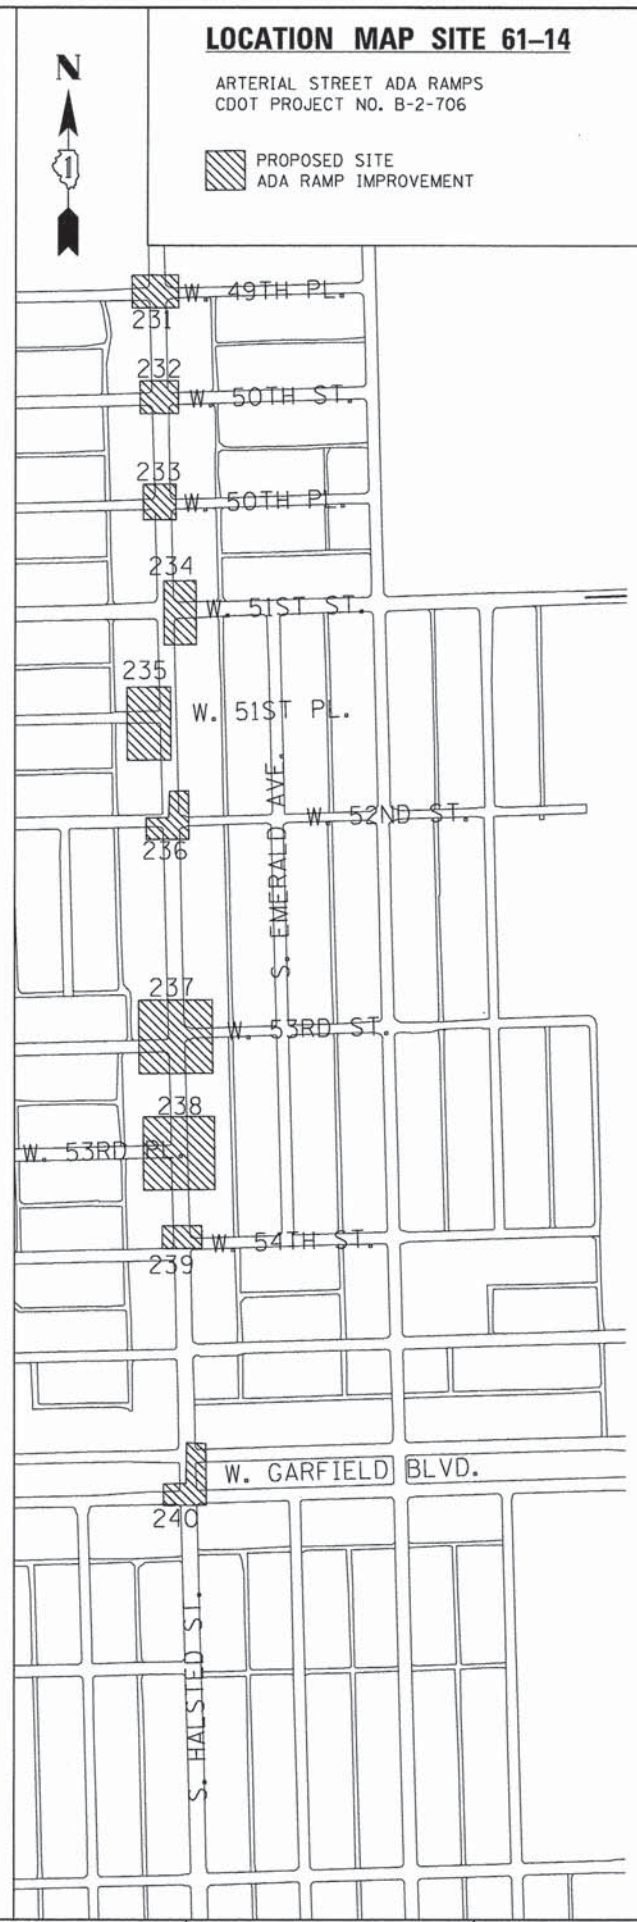 LOCATION MAP SITE 61–14
ARTERIAL STREET ADA RAMPS
CDOT PROJECT NO. B-2-706
PROPOSED SITE
ADA RAMP IMPROVEMENT
N
1
W. 49TH PL.
231
232
W. 50TH ST.
233
W. 50TH PL.
234
W. 51ST ST.
235
W. 51ST PL.
S. EMERALD AVE.
W. 52ND ST.
236
237
W. 53RD ST.
238
W. 53RD PL.
W. 54TH ST.
239
W. GARFIELD BLVD.
240
S. HALSTED ST.